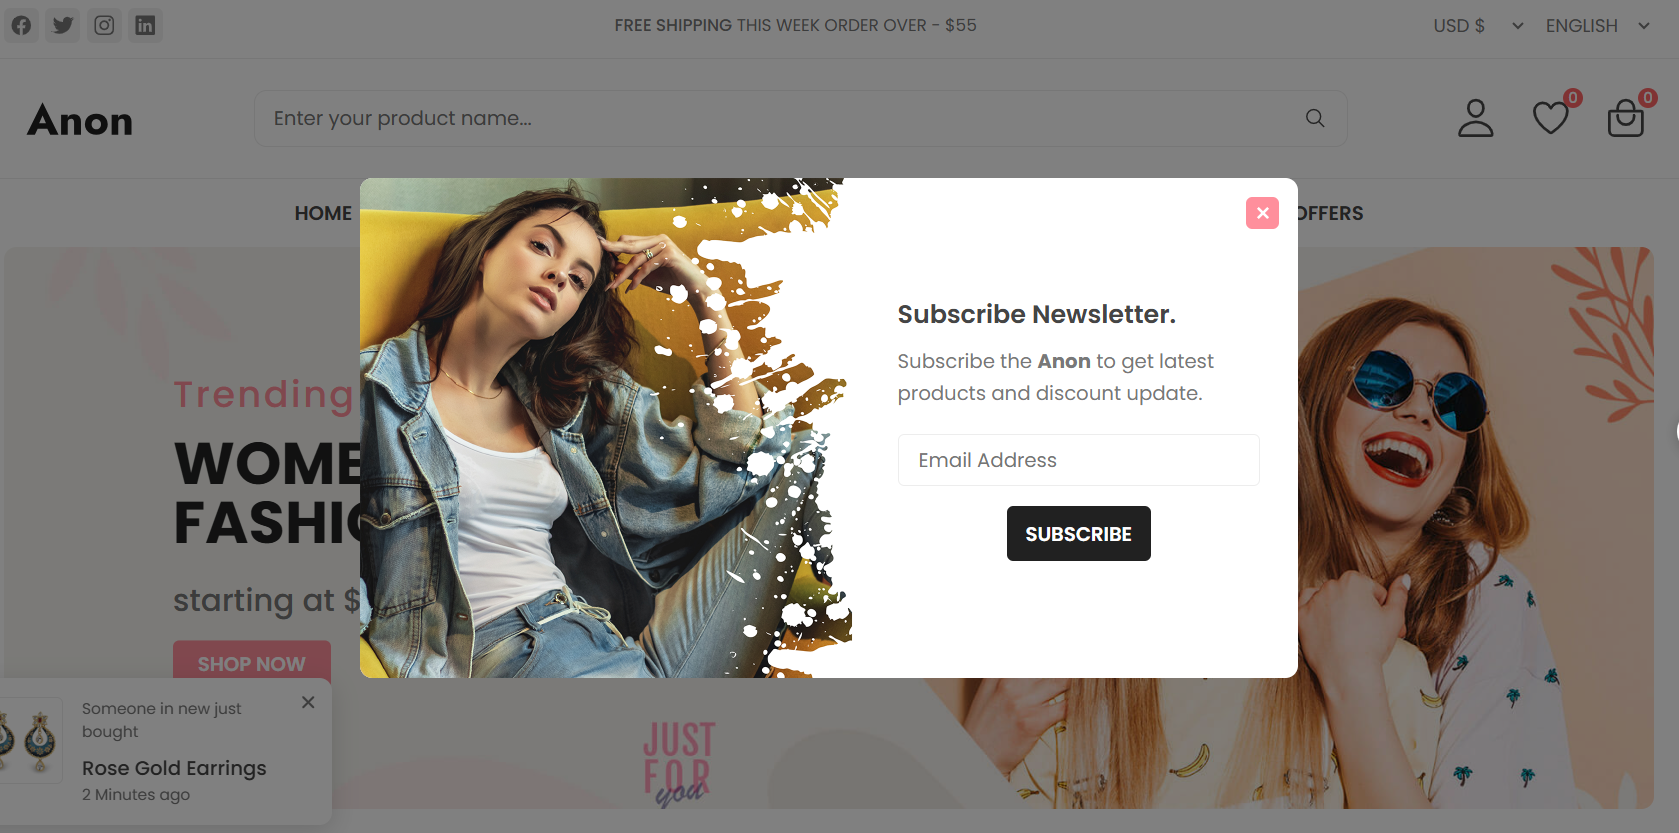 FREE SHIPPING THIS WEEK ORDER OVER - $55
USD $
ENGLISH
Anon
Enter your product name...
0
0
HOME
OFFERS
Trending
WOME
FASHIO
starting at $
SHOP NOW
Subscribe Newsletter.
Subscribe the Anon to get latest
products and discount update.
Email Address
SUBSCRIBE
Someone in new just
bought
Rose Gold Earrings
2 Minutes ago
JUST
FOR
you